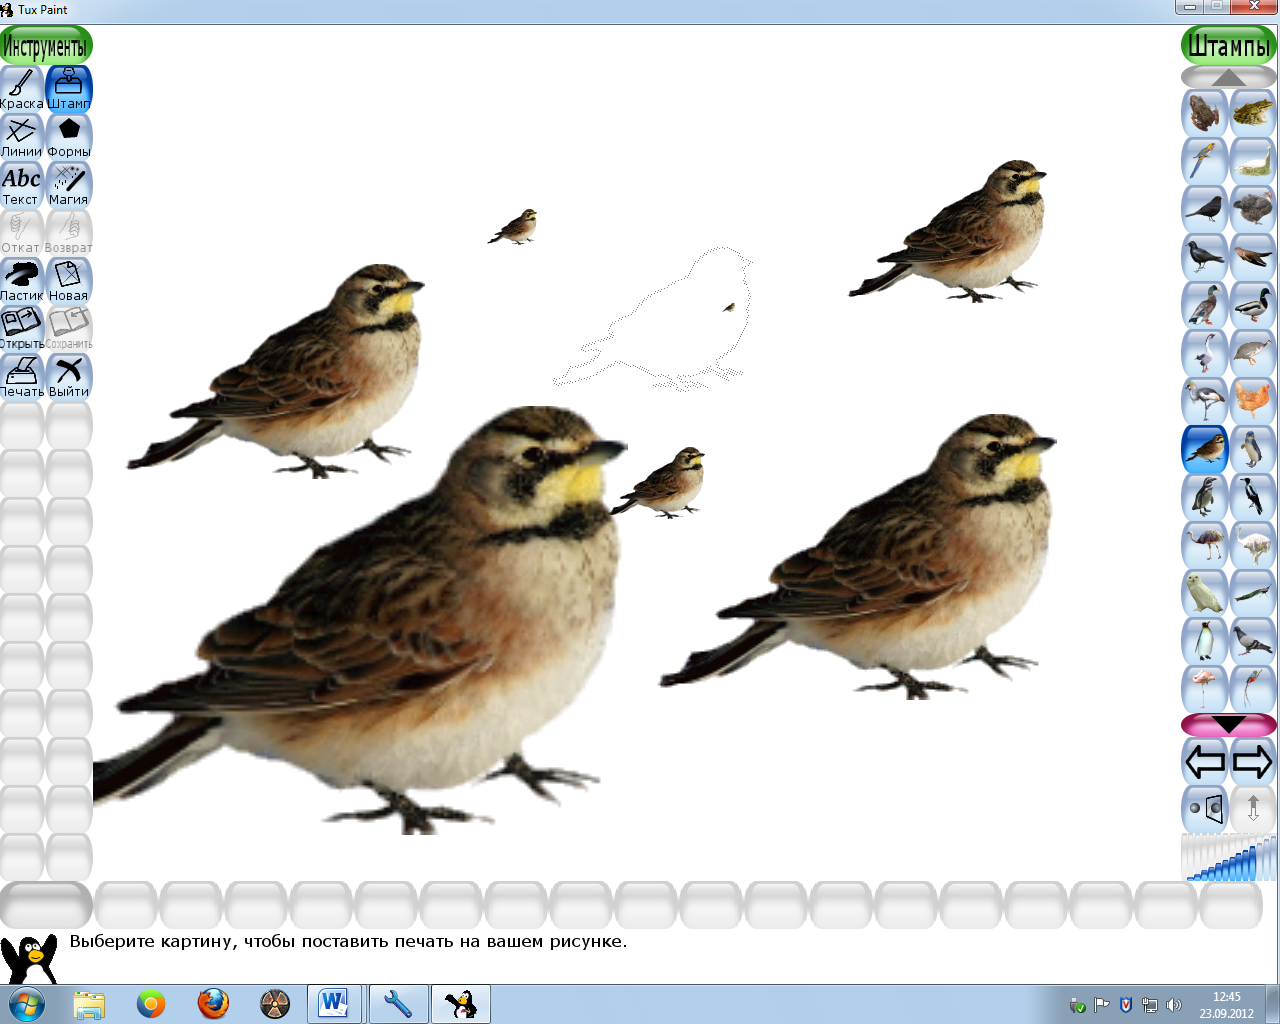 Tux Paint
Инструменты
Штампы
Краска Штамп
Линии Формы
Abc
Текст Магия
Откат Возврат
Ластик Новая
Открыть Сохранить
Печать Выйти
Выберите картину, чтобы поставить печать на вашем рисунке.
12:45
23.09.2012